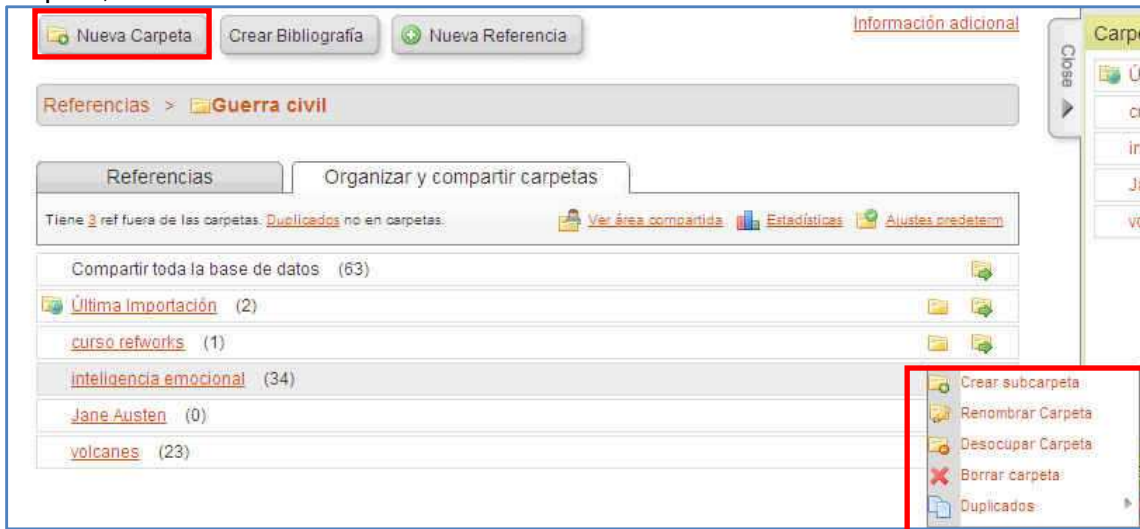 Nueva Carpeta Crear Bibliografía Nueva Referencia Información adicional
Close
Referencias > Guerra civil
Referencias Organizar y compartir carpetas
Tiene 3 ref fuera de las carpetas. Duplicados no en carpetas. Ver área compartida Estadísticas Ajustes predeterm
Compartir toda la base de datos (63)
Última Importación (2)
curso refworks (1)
inteligencia emocional (34)
Jane Austen (0)
volcanes (23)
Crear subcarpeta
Renombrar Carpeta
Desocupar Carpeta
Borrar carpeta
Duplicados
Carpe
Ú
in
Ja